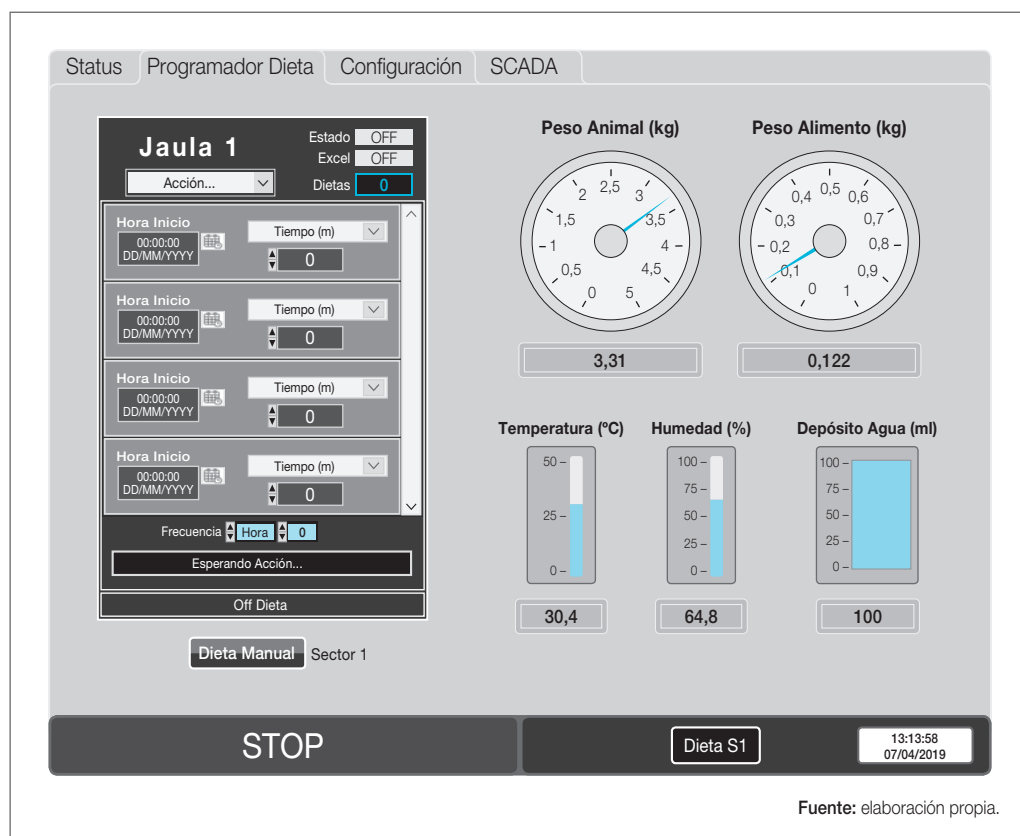 Status Programador Dieta Configuración SCADA
Jaula 1
Estado OFF
Excel OFF
Acción...
Dietas 0
Hora Inicio
00:00:00
DD/MM/YYYY
Tiempo (m)
0
Hora Inicio
00:00:00
DD/MM/YYYY
Tiempo (m)
0
Hora Inicio
00:00:00
DD/MM/YYYY
Tiempo (m)
0
Hora Inicio
00:00:00
DD/MM/YYYY
Tiempo (m)
0
Frecuencia Hora 0
Esperando Acción...
Off Dieta
Dieta Manual Sector 1
Peso Animal (kg)
0
0,5
1
1,5
2
2,5
3
3,5
4
4,5
5
3,31
Peso Alimento (kg)
0
0,1
0,2
0,3
0,4
0,5
0,6
0,7
0,8
0,9
1
0,122
Temperatura (ºC)
50
25
0
30,4
Humedad (%)
100
75
50
25
0
64,8
Depósito Agua (ml)
100
75
50
25
0
100
STOP
Dieta S1
13:13:58
07/04/2019
Fuente: elaboración propia.